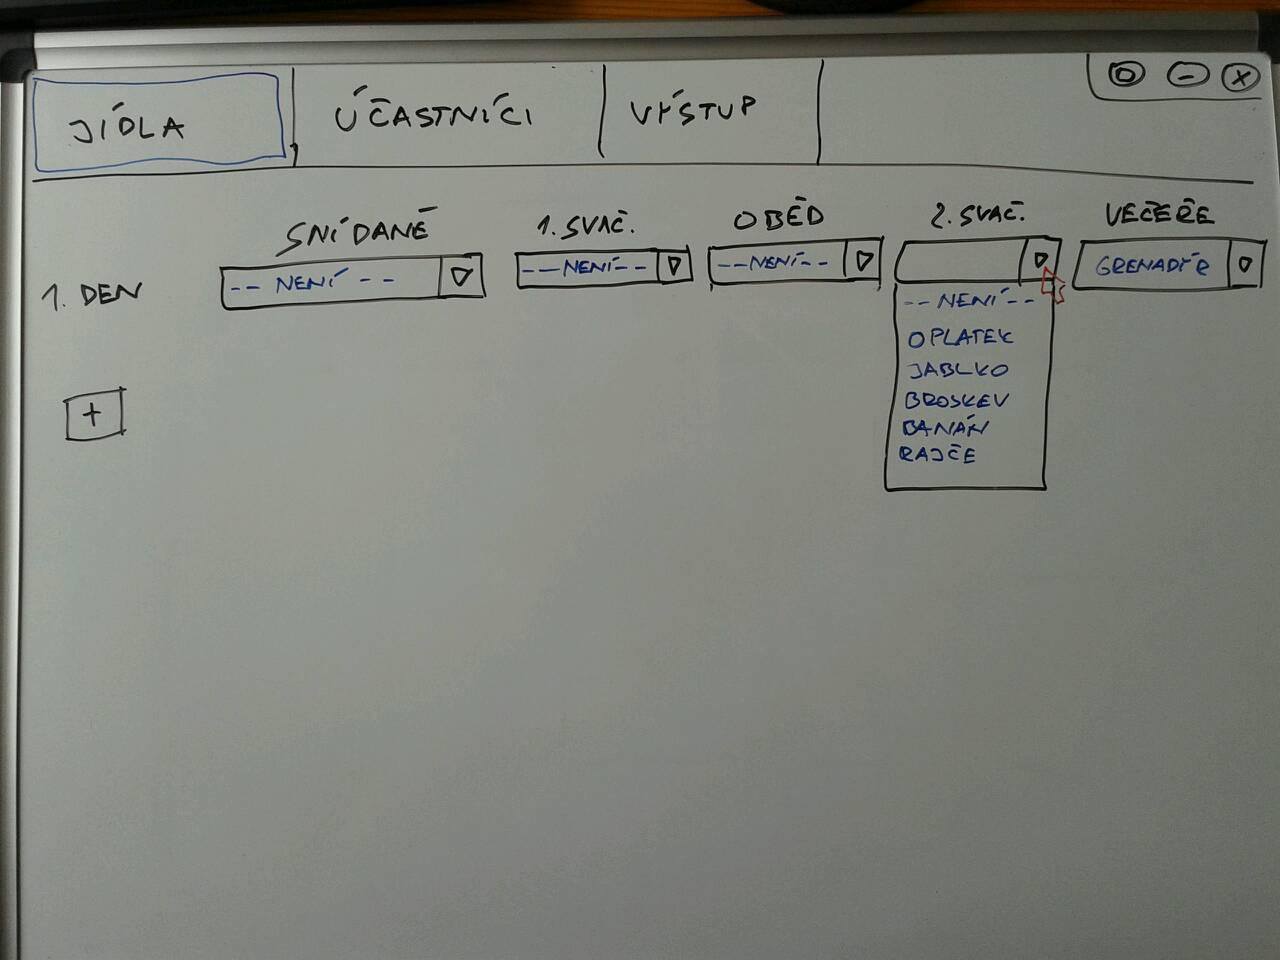 JÍDLA
ÚČASTNÍCI
VÝSTUP
SNÍDANĚ
1. SVAČ.
OBĚD
2. SVAČ.
VEČEŘE
1. DEN
-- NENÍ --
---NENÍ--
--NENÍ--
GRENADÍR
--NENÍ--
OPLATEK
JABLKO
BROSKEV
BANÁN
RAJČE
+